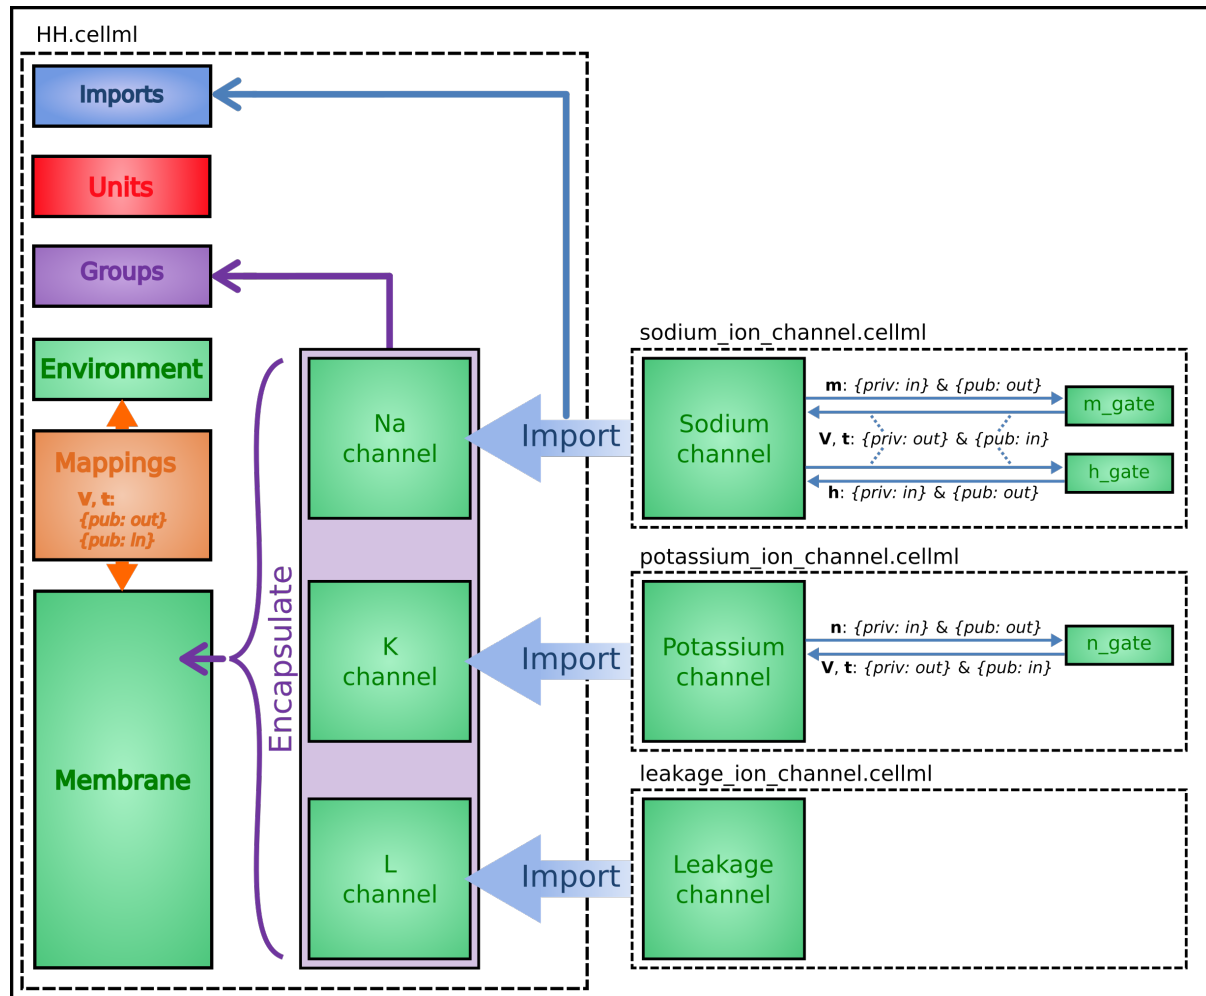 HH.cellml
Imports
Units
Groups
Environment
Mappings
V, t:
{pub: out}
{pub: in}
Membrane
Encapsulate
Na
channel
K
channel
L
channel
Import
Import
Import
sodium_ion_channel.cellml
Sodium
channel
m: {priv: in} & {pub: out}
V, t: {priv: out} & {pub: in}
h: {priv: in} & {pub: out}
m_gate
h_gate
potassium_ion_channel.cellml
Potassium
channel
n: {priv: in} & {pub: out}
V, t: {priv: out} & {pub: in}
n_gate
leakage_ion_channel.cellml
Leakage
channel